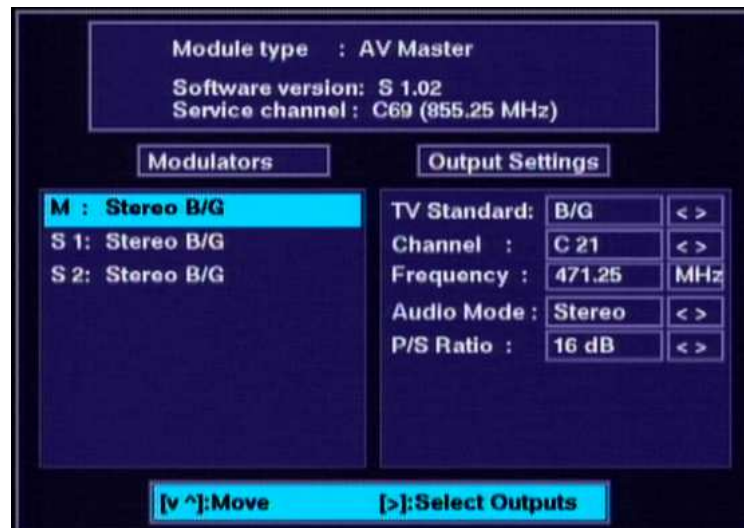 Module type : AV Master
Software version: S 1.02
Service channel : C69 (855.25 MHz)
Modulators
Output Settings
M : Stereo B/G
S 1: Stereo B/G
S 2: Stereo B/G
TV Standard: B/G < >
Channel : C 21 < >
Frequency : 471.25 MHz
Audio Mode : Stereo < >
P/S Ratio : 16 dB < >
[v ^]:Move [>]:Select Outputs